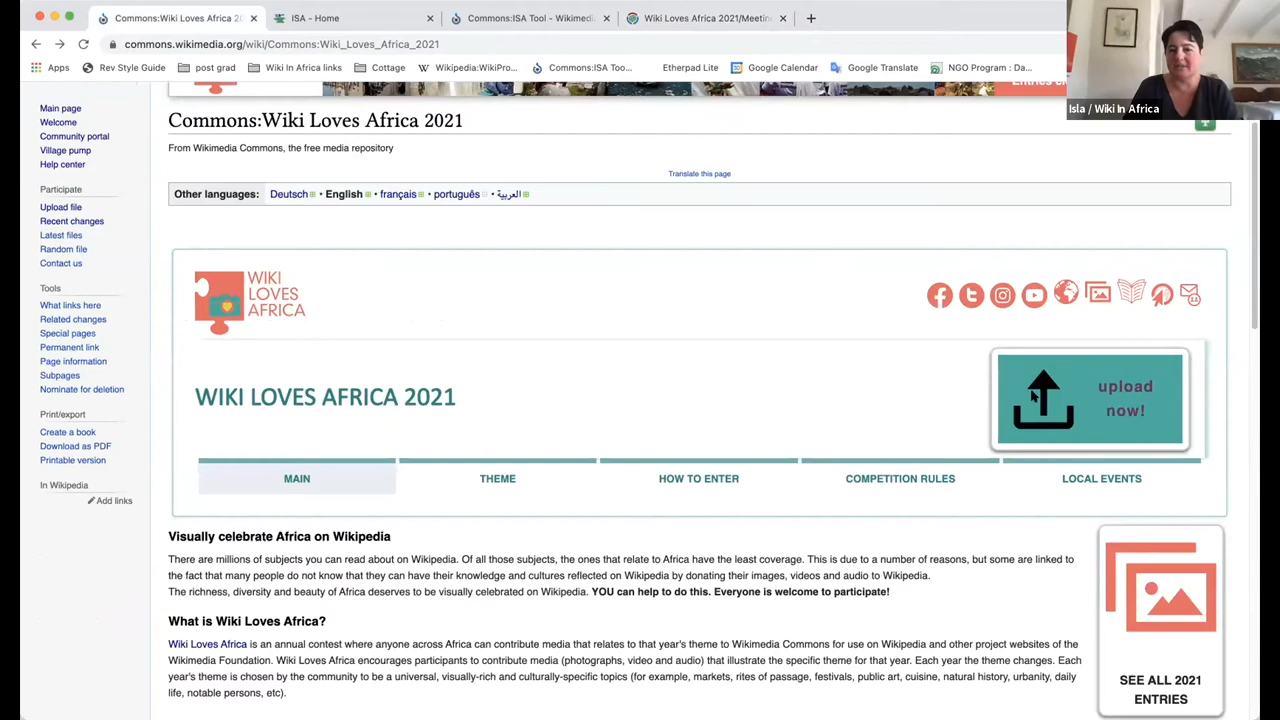 Commons:Wiki Loves Africa 20
ISA - Home
Commons:ISA Tool - Wikimedi
Wiki Loves Africa 2021/Meetin
commons.wikimedia.org/wiki/Commons:Wiki_Loves_Africa_2021
Apps
Rev Style Guide
post grad
Wiki In Africa links
Cottage
Wikipedia:WikiPro...
Commons:ISA Too...
Etherpad Lite
Google Calendar
Google Translate
NGO Program : Da...
Isla / Wiki In Africa
Main page
Welcome
Community portal
Village pump
Help center
Participate
Upload file
Recent changes
Latest files
Random file
Contact us
Tools
What links here
Related changes
Special pages
Permanent link
Page information
Subpages
Nominate for deletion
Print/export
Create a book
Download as PDF
Printable version
In Wikipedia
Add links
Commons:Wiki Loves Africa 2021
From Wikimedia Commons, the free media repository
Translate this page
Other languages: Deutsch • English • français • português • العربية
WIKI
LOVES
AFRICA
WIKI LOVES AFRICA 2021
upload
now!
MAIN
THEME
HOW TO ENTER
COMPETITION RULES
LOCAL EVENTS
Visually celebrate Africa on Wikipedia
There are millions of subjects you can read about on Wikipedia. Of all those subjects, the ones that relate to Africa have the least coverage. This is due to a number of reasons, but some are linked to
the fact that many people do not know that they can have their knowledge and cultures reflected on Wikipedia by donating their images, videos and audio to Wikipedia.
The richness, diversity and beauty of Africa deserves to be visually celebrated on Wikipedia. YOU can help to do this. Everyone is welcome to participate!
What is Wiki Loves Africa?
Wiki Loves Africa is an annual contest where anyone across Africa can contribute media that relates to that year's theme to Wikimedia Commons for use on Wikipedia and other project websites of the
Wikimedia Foundation. Wiki Loves Africa encourages participants to contribute media (photographs, video and audio) that illustrate the specific theme for that year. Each year the theme changes. Each
year's theme is chosen by the community to be a universal, visually-rich and culturally-specific topics (for example, markets, rites of passage, festivals, public art, cuisine, natural history, urbanity, daily
life, notable persons, etc).
SEE ALL 2021
ENTRIES